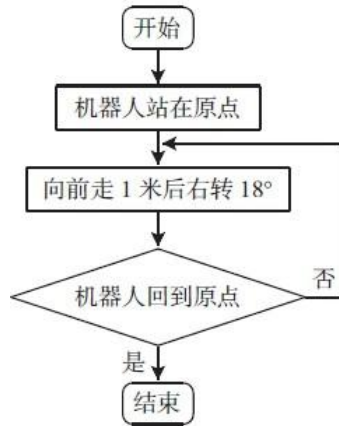 开始
机器人站在原点
向前走 1 米后右转 18°
机器人回到原点
否
是
结束